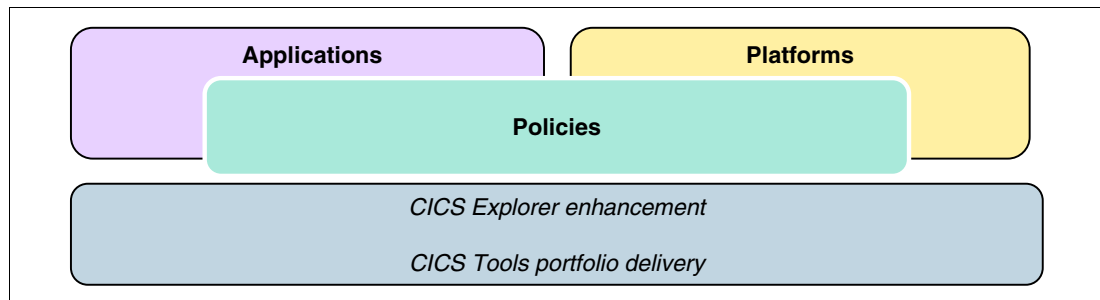 Applications
Platforms
Policies
CICS Explorer enhancement
CICS Tools portfolio delivery